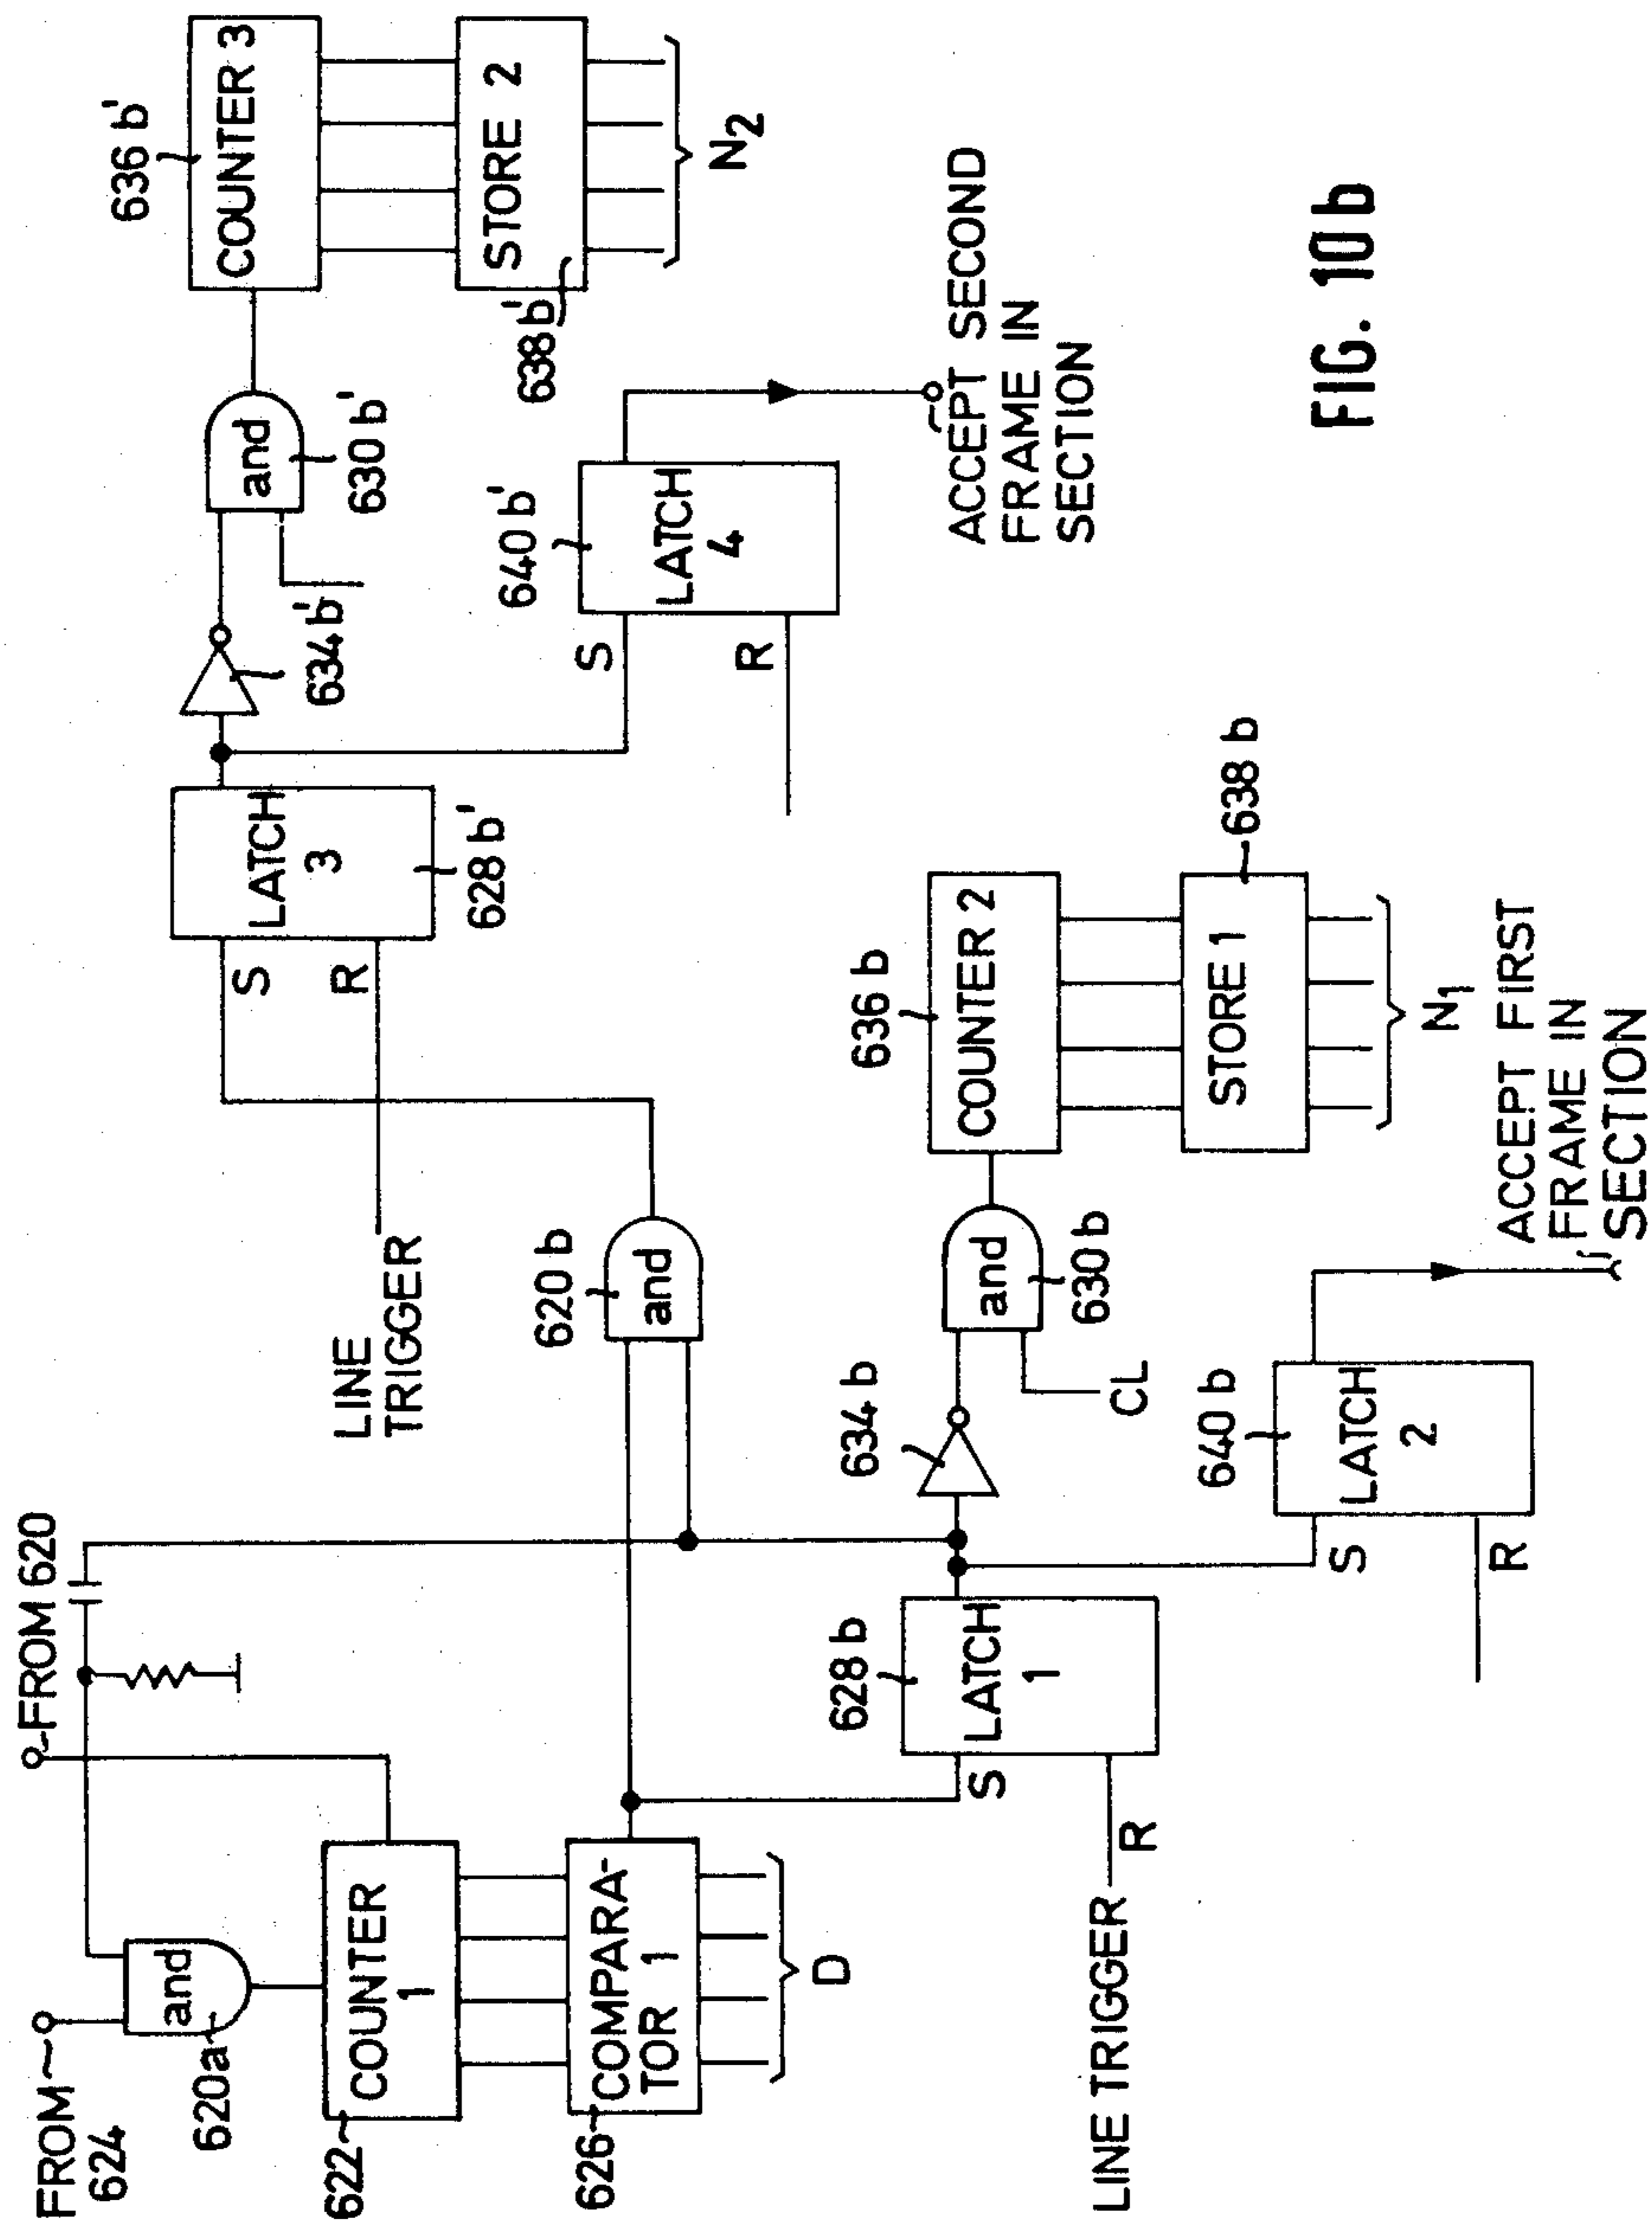 FROM
624
620a
and
FROM 620
622
COUNTER
1
626
COMPARA-
TOR 1
D
LINE TRIGGER
R
S
LATCH
1
628 b
634 b
and
630 b
CL
COUNTER 2
636 b
STORE 1
638 b
N1
S
R
LATCH
2
640 b
ACCEPT FIRST
FRAME IN
SECTION
620 b
and
LINE
TRIGGER
S
R
LATCH
3
628 b'
634 b'
and
630 b'
COUNTER 3
636 b'
STORE 2
638 b'
N2
S
R
LATCH
4
640 b'
ACCEPT SECOND
FRAME IN
SECTION
FIG. 10b